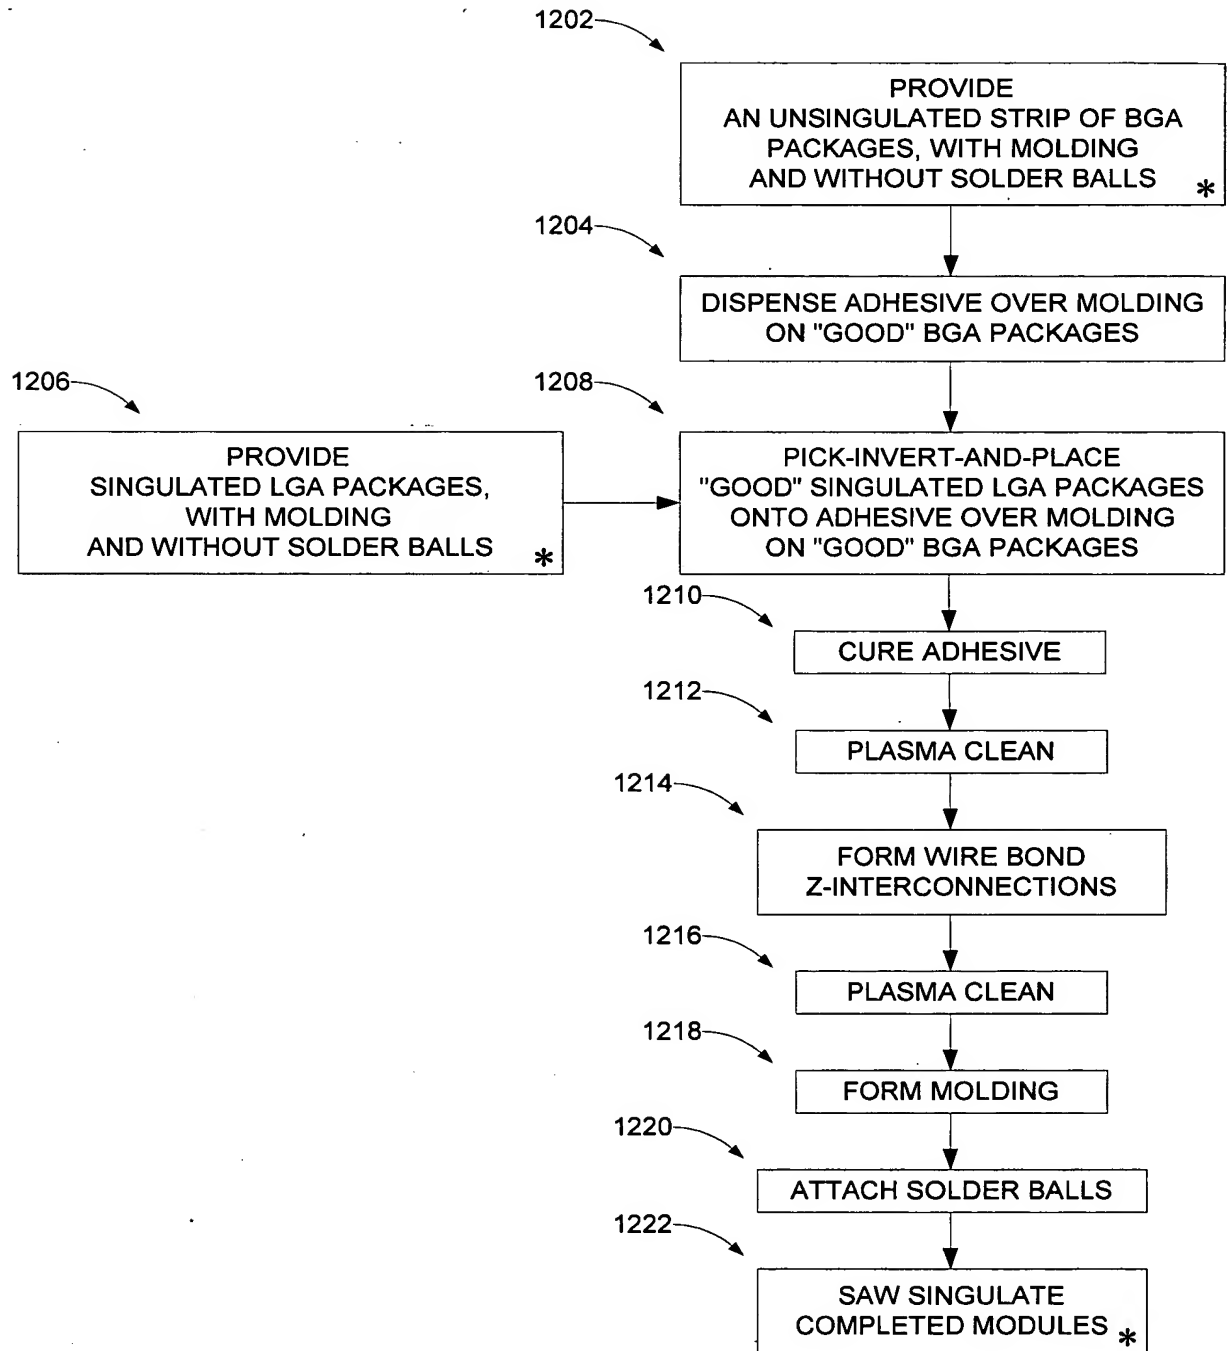 1202
PROVIDE
AN UNSINGULATED STRIP OF BGA
PACKAGES, WITH MOLDING
AND WITHOUT SOLDER BALLS *
1204
DISPENSE ADHESIVE OVER MOLDING
ON "GOOD" BGA PACKAGES
1206
PROVIDE
SINGULATED LGA PACKAGES,
WITH MOLDING
AND WITHOUT SOLDER BALLS *
1208
PICK-INVERT-AND-PLACE
"GOOD" SINGULATED LGA PACKAGES
ONTO ADHESIVE OVER MOLDING
ON "GOOD" BGA PACKAGES
1210
CURE ADHESIVE
1212
PLASMA CLEAN
1214
FORM WIRE BOND
Z-INTERCONNECTIONS
1216
PLASMA CLEAN
1218
FORM MOLDING
1220
ATTACH SOLDER BALLS
1222
SAW SINGULATE
COMPLETED MODULES *